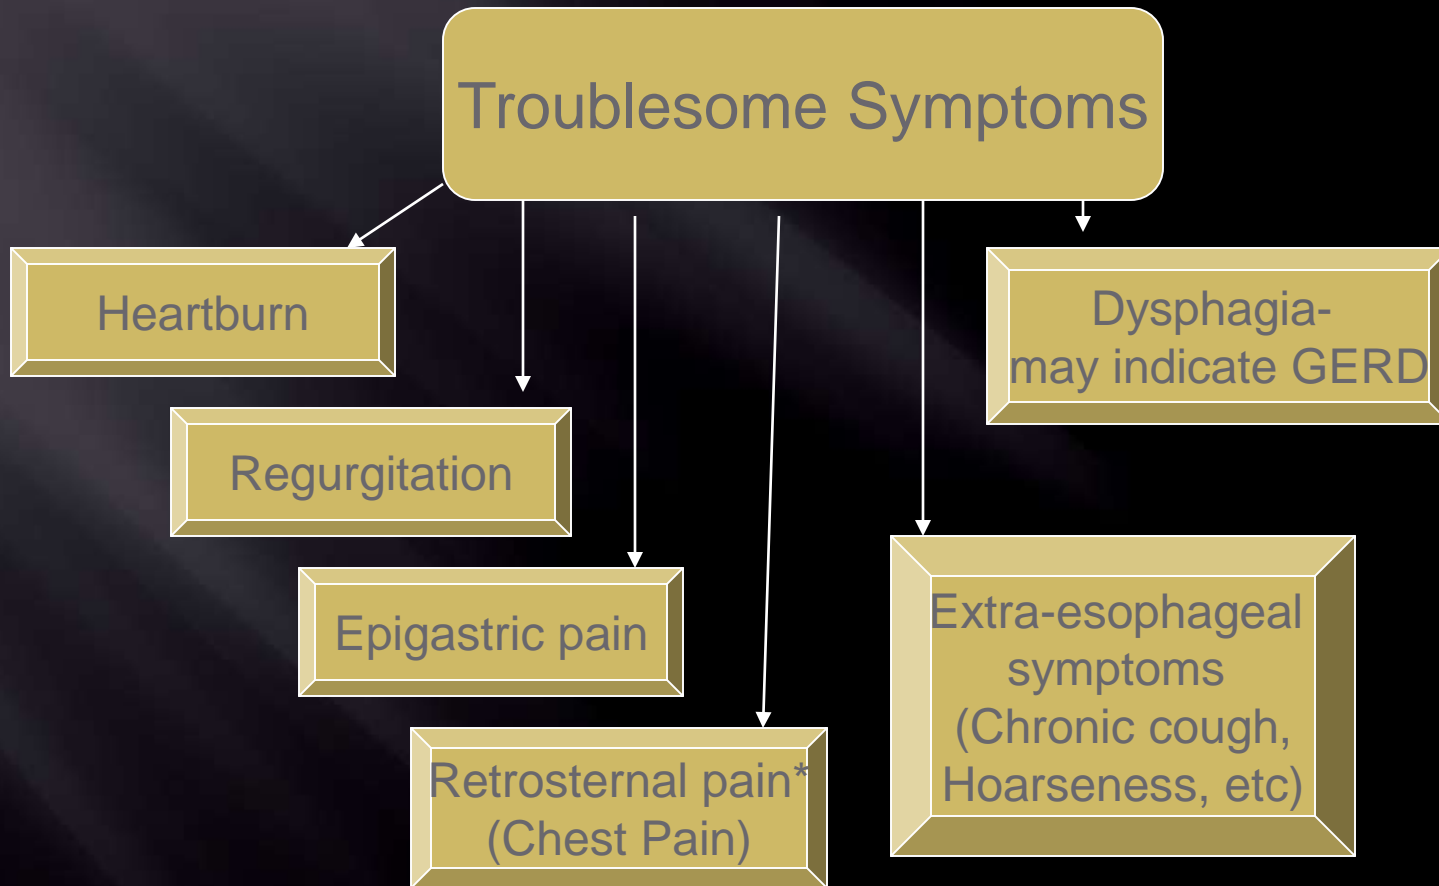 Troublesome Symptoms
Heartburn
Dysphagia-
may indicate GERD
Regurgitation
Epigastric pain
Extra-esophageal
symptoms
(Chronic cough,
Hoarseness, etc)
Retrosternal pain*
(Chest Pain)